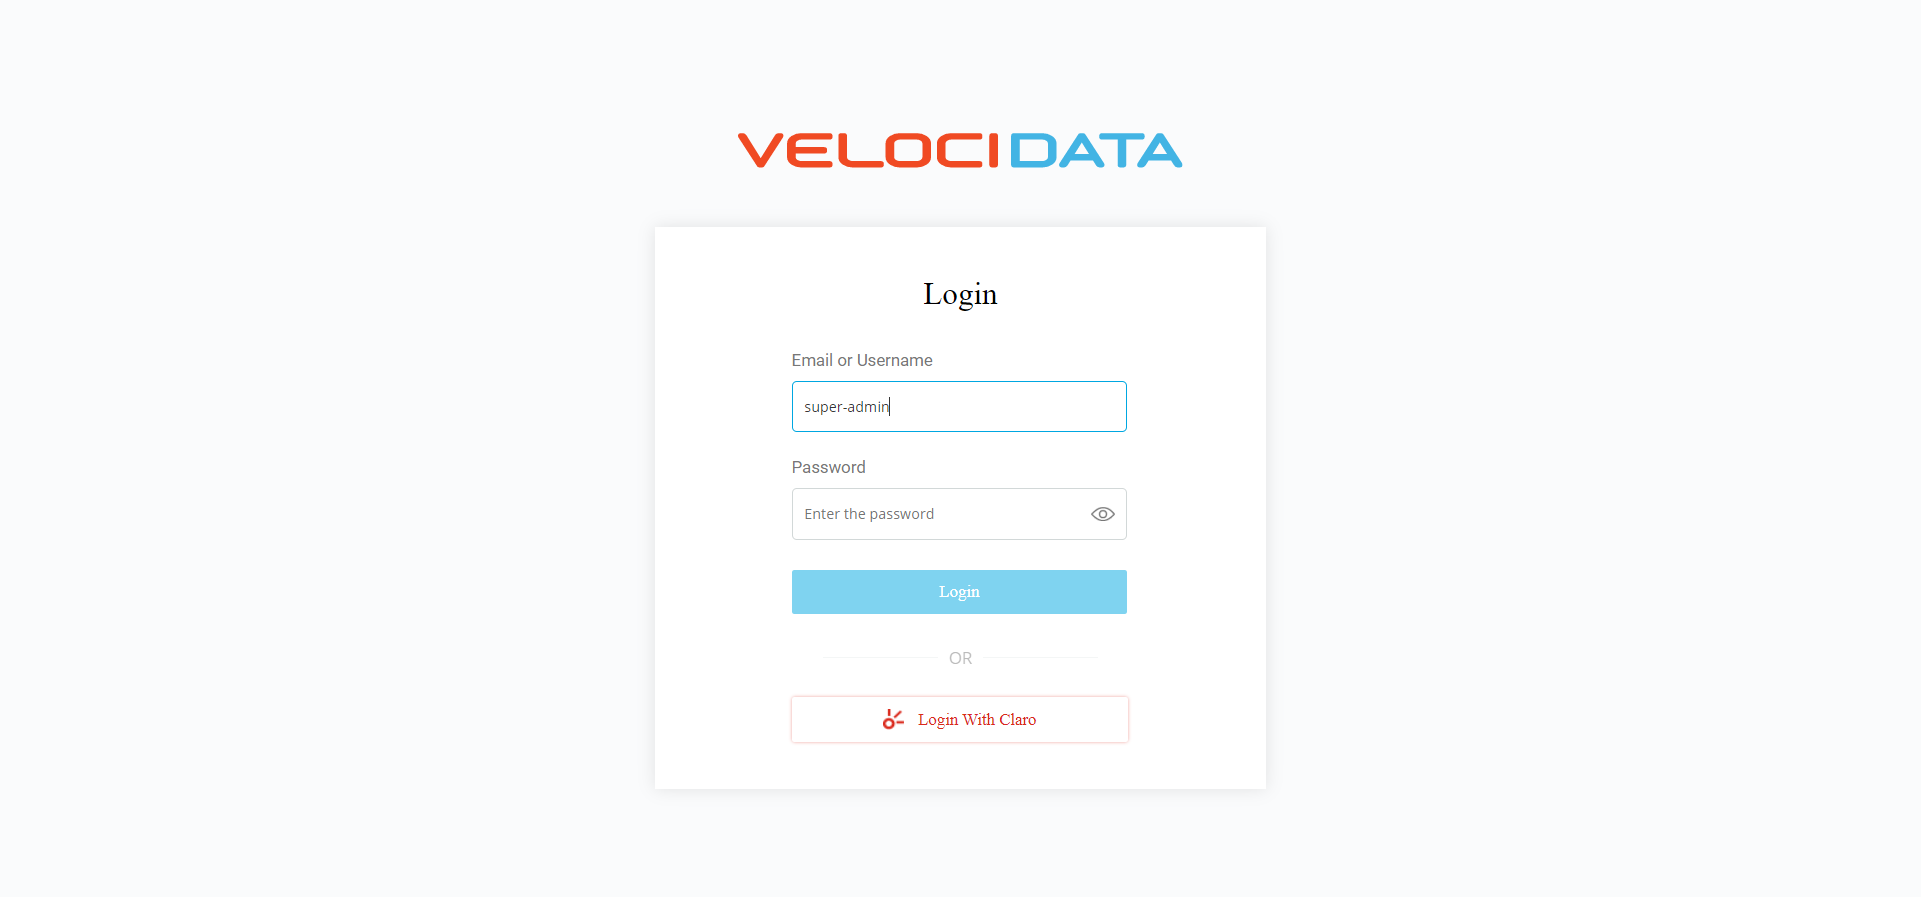 VELOCIDATA
Login
Email or Username
super-admin
Password
Enter the password
Login
OR
Login With Claro